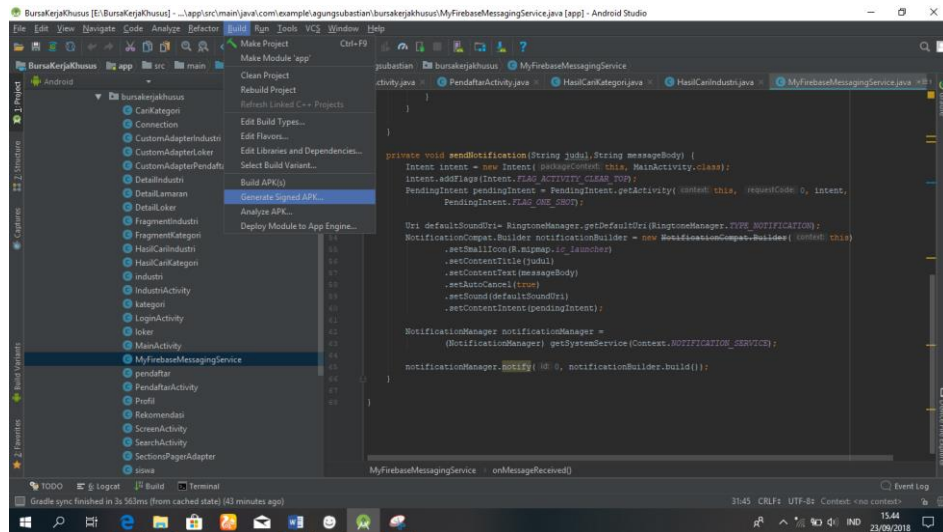 BursaKerjaKhusus [E:\BursaKerjaKhusus] - ...\app\src\main\java\com\example\agungsubastian\bursakerjakhusus\MyFirebaseMessagingService.java [app] - Android Studio
File Edit View Navigate Code Analyze Refactor Build Run Tools VCS Window Help
BursaKerjaKhusus app src main gsubastian bursakerjakhusus MyFirebaseMessagingService
Make Project Ctrl+F9
Make Module 'app'
Clean Project
Rebuild Project
Refresh Linked C++ Projects
Edit Build Types...
Edit Flavors...
Edit Libraries and Dependencies...
Select Build Variant...
Build APK(s)
Generate Signed APK...
Analyze APK...
Deploy Module to App Engine...
Android
1: Project
Z: Structure
Captures
Build Variants
2: Favorites
bursakerjakhusus
CariKategori
Connection
CustomAdapterIndustri
CustomAdapterLoker
CustomAdapterPendafta
DetailIndustri
DetailLamaran
DetailLoker
FragmentIndustri
FragmentKategori
HasilCariIndustri
HasilCariKategori
industri
IndustriActivity
kategori
LoginActivity
loker
MainActivity
MyFirebaseMessagingService
pendaftar
PendaftarActivity
Profil
Rekomendasi
ScreenActivity
SearchActivity
SectionsPagerAdapter
siswa
ctivity.java PendaftarActivity.java HasilCariKategori.java HasilCariIndustri.java MyFirebaseMessagingService.java
}
}
private void sendNotification(String judul,String messageBody) {
Intent intent = new Intent( packageContext: this, MainActivity.class);
intent.addFlags(Intent.FLAG_ACTIVITY_CLEAR_TOP);
PendingIntent pendingIntent = PendingIntent.getActivity( context: this, requestCode: 0, intent,
PendingIntent.FLAG_ONE_SHOT);
Uri defaultSoundUri= RingtoneManager.getDefaultUri(RingtoneManager.TYPE_NOTIFICATION);
NotificationCompat.Builder notificationBuilder = new NotificationCompat.Builder( context: this)
.setSmallIcon(R.mipmap.ic_launcher)
.setContentTitle(judul)
.setContentText(messageBody)
.setAutoCancel(true)
.setSound(defaultSoundUri)
.setContentIntent(pendingIntent);
NotificationManager notificationManager =
(NotificationManager) getSystemService(Context.NOTIFICATION_SERVICE);
notificationManager.notify( id: 0, notificationBuilder.build());
}
}
MyFirebaseMessagingService onMessageReceived()
TODO 6: Logcat Build Terminal Event Log
Gradle sync finished in 3s 563ms (from cached state) (43 minutes ago) 31:45 CRLF: UTF-8: Context: <no context>
IND 15.44
23/09/2018